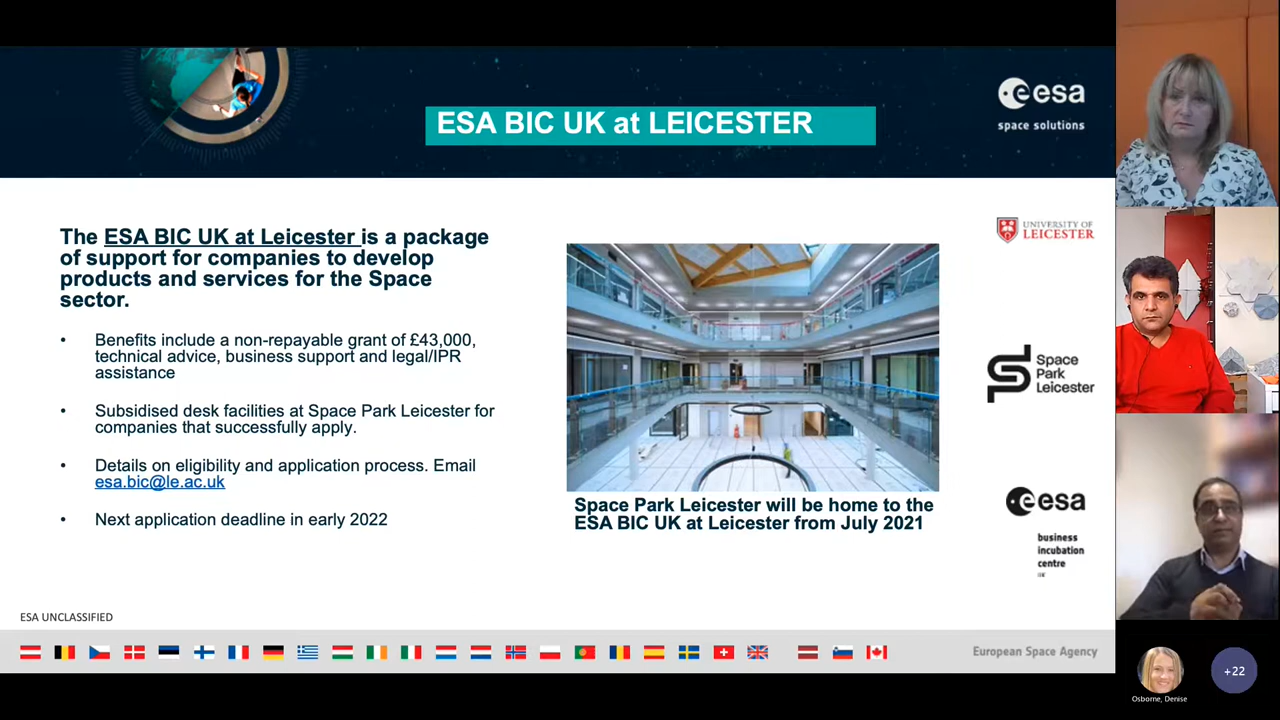 ESA BIC UK at LEICESTER
esa
space solutions
The ESA BIC UK at Leicester is a package
of support for companies to develop
products and services for the Space
sector.
• Benefits include a non-repayable grant of £43,000,
technical advice, business support and legal/IPR
assistance
• Subsidised desk facilities at Space Park Leicester for
companies that successfully apply.
• Details on eligibility and application process. Email
esa.bic@le.ac.uk
• Next application deadline in early 2022
Space Park Leicester will be home to the
ESA BIC UK at Leicester from July 2021
UNIVERSITY OF
LEICESTER
Space
Park
Leicester
esa
business
incubation
centre
ESA UNCLASSIFIED
European Space Agency
Osborne, Denise
+22